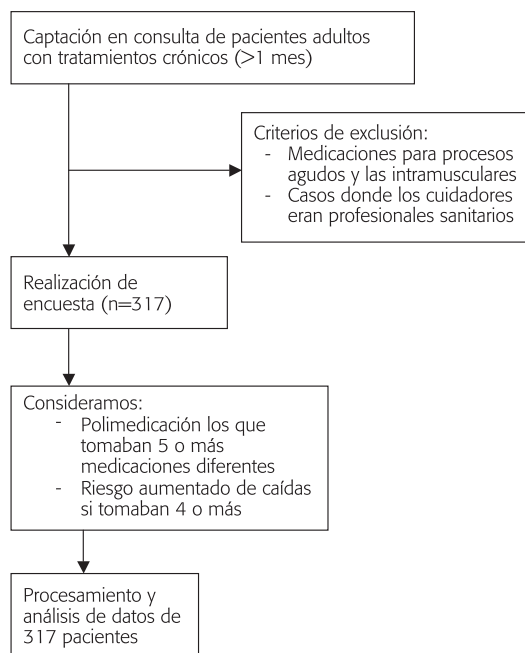 Captación en consulta de pacientes adultos
con tratamientos crónicos (>1 mes)
Criterios de exclusión:
- Medicaciones para procesos
agudos y las intramusculares
- Casos donde los cuidadores
eran profesionales sanitarios
Realización de
encuesta (n=317)
Consideramos:
- Polimedicación los que
tomaban 5 o más
medicaciones diferentes
- Riesgo aumentado de caídas
si tomaban 4 o más
Procesamiento y
análisis de datos de
317 pacientes